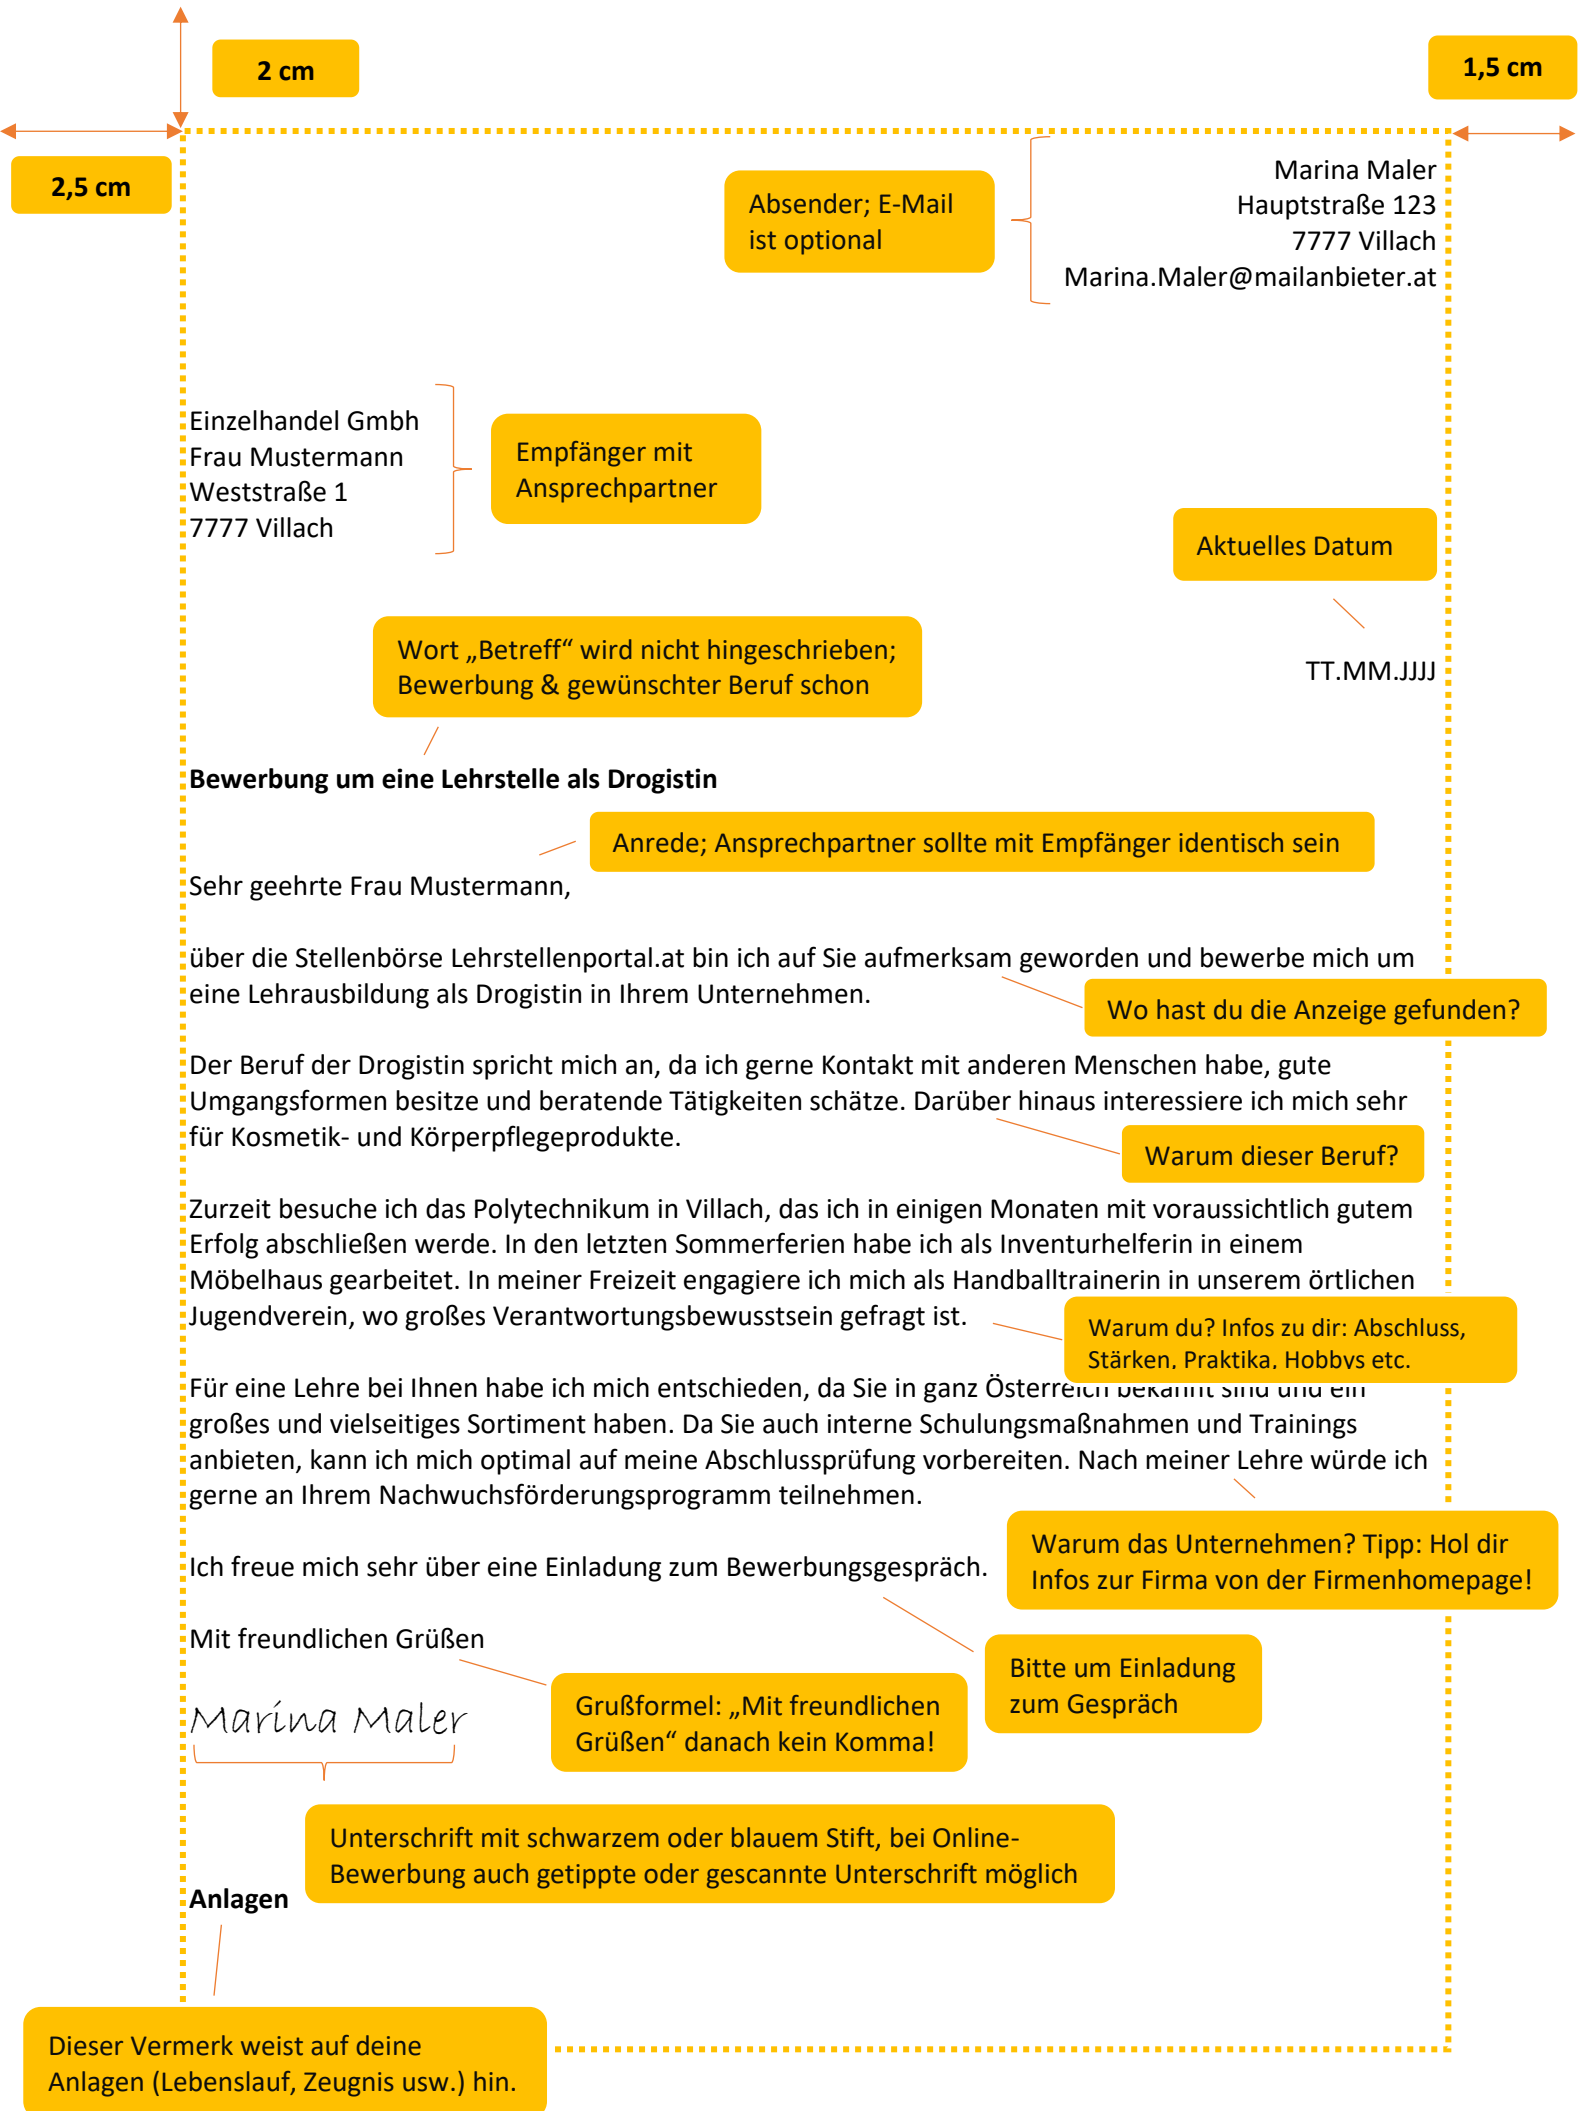 2 cm
1,5 cm
2,5 cm
Absender; E-Mail
ist optional
Marina Maler
Hauptstraße 123
7777 Villach
Marina.Maler@mailanbieter.at
Einzelhandel Gmbh
Frau Mustermann
Weststraße 1
7777 Villach
Empfänger mit
Ansprechpartner
Aktuelles Datum
TT.MM.JJJJ
Wort „Betreff“ wird nicht hingeschrieben;
Bewerbung & gewünschter Beruf schon
Bewerbung um eine Lehrstelle als Drogistin
Anrede; Ansprechpartner sollte mit Empfänger identisch sein
Sehr geehrte Frau Mustermann,
über die Stellenbörse Lehrstellenportal.at bin ich auf Sie aufmerksam geworden und bewerbe mich um
eine Lehrausbildung als Drogistin in Ihrem Unternehmen.
Wo hast du die Anzeige gefunden?
Der Beruf der Drogistin spricht mich an, da ich gerne Kontakt mit anderen Menschen habe, gute
Umgangsformen besitze und beratende Tätigkeiten schätze. Darüber hinaus interessiere ich mich sehr
für Kosmetik- und Körperpflegeprodukte.
Warum dieser Beruf?
Zurzeit besuche ich das Polytechnikum in Villach, das ich in einigen Monaten mit voraussichtlich gutem
Erfolg abschließen werde. In den letzten Sommerferien habe ich als Inventurhelferin in einem
Möbelhaus gearbeitet. In meiner Freizeit engagiere ich mich als Handballtrainerin in unserem örtlichen
Jugendverein, wo großes Verantwortungsbewusstsein gefragt ist.
Warum du? Infos zu dir: Abschluss,
Stärken, Praktika, Hobbys etc.
Für eine Lehre bei Ihnen habe ich mich entschieden, da Sie in ganz Österreich bekannt sind und ein
großes und vielseitiges Sortiment haben. Da Sie auch interne Schulungsmaßnahmen und Trainings
anbieten, kann ich mich optimal auf meine Abschlussprüfung vorbereiten. Nach meiner Lehre würde ich
gerne an Ihrem Nachwuchsförderungsprogramm teilnehmen.
Warum das Unternehmen? Tipp: Hol dir
Infos zur Firma von der Firmenhomepage!
Ich freue mich sehr über eine Einladung zum Bewerbungsgespräch.
Bitte um Einladung
zum Gespräch
Mit freundlichen Grüßen
Grußformel: „Mit freundlichen
Grüßen“ danach kein Komma!
Marina Maler
Unterschrift mit schwarzem oder blauem Stift, bei Online-
Bewerbung auch getippte oder gescannte Unterschrift möglich
Anlagen
Dieser Vermerk weist auf deine
Anlagen (Lebenslauf, Zeugnis usw.) hin.